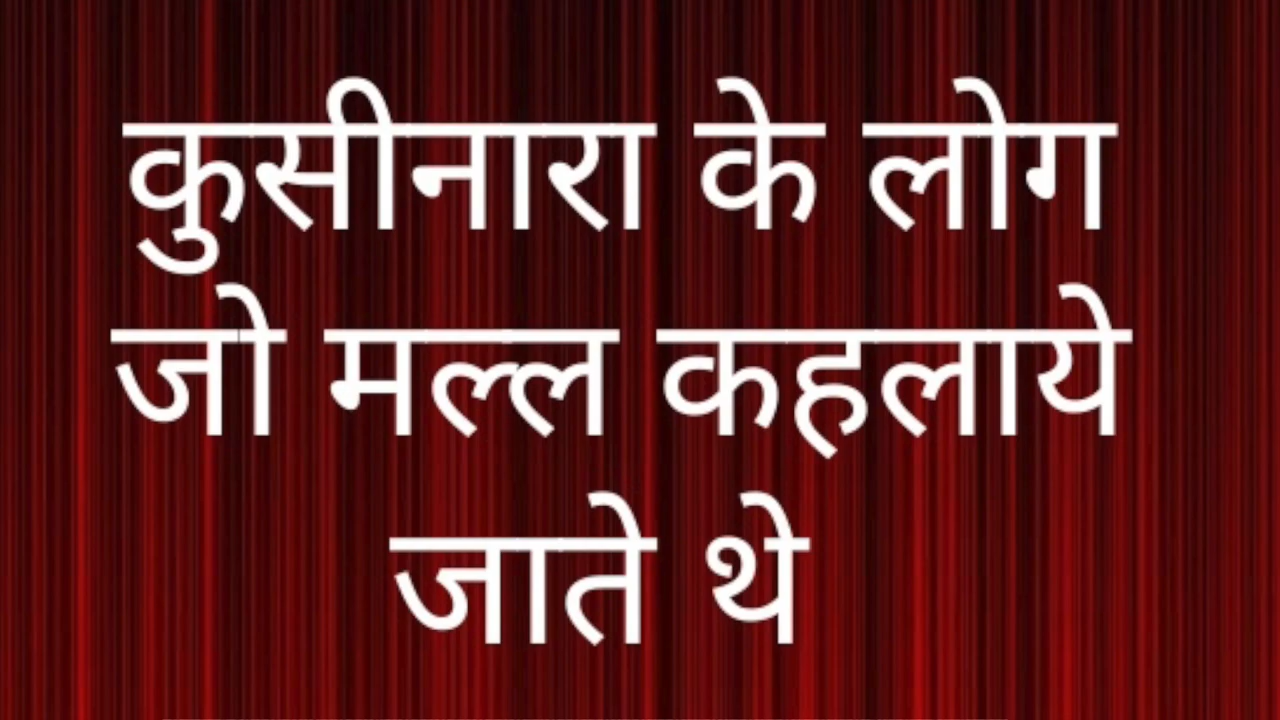 कुसीनारा के लोग
जो मल्ल कहलाये
जाते थे